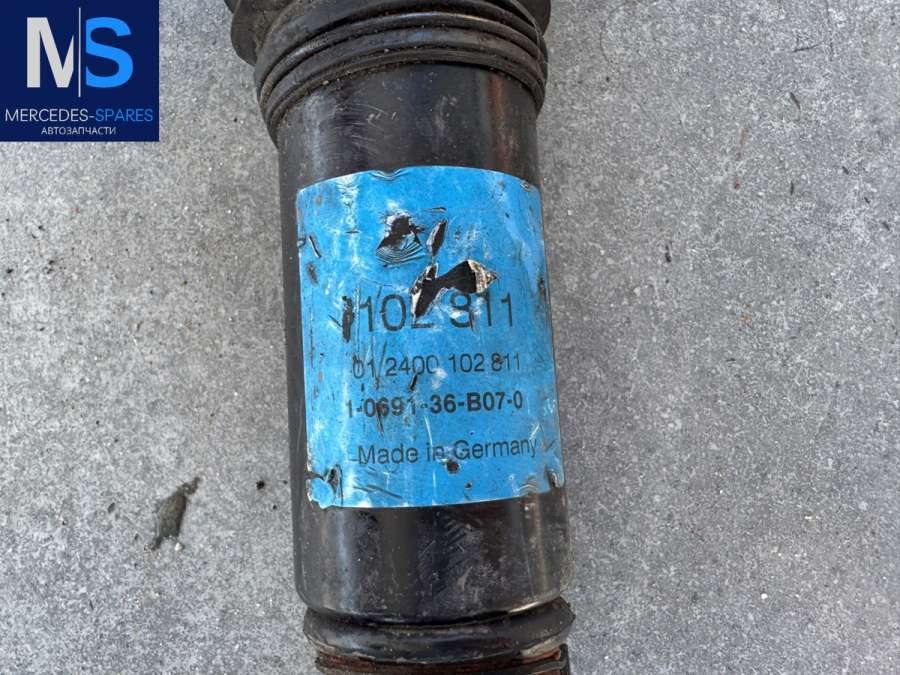 MS
MERCEDES-SPARES
АВТОЗАПЧАСТИ
102 811
01 2400 102 811
1-0691-36-B07-0
Made in Germany